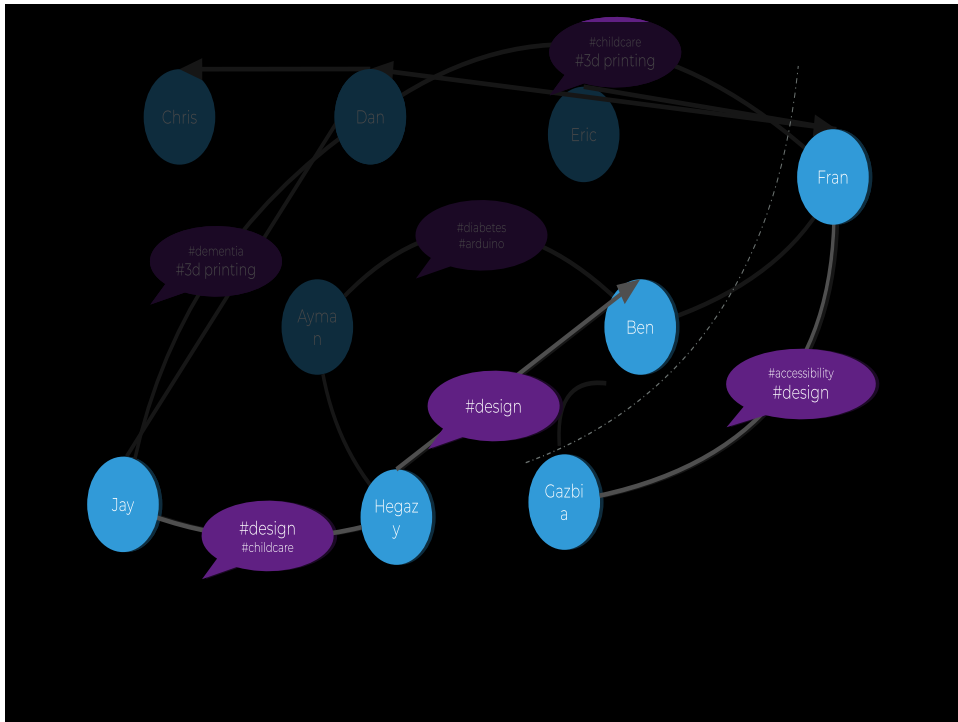 #childcare
#3d printing
Chris
Dan
Eric
Fran
#diabetes
#arduino
#dementia
#3d printing
Ayma
n
Ben
#accessibility
#design
#design
Jay
Hegaz
y
Gazbi
a
#design
#childcare